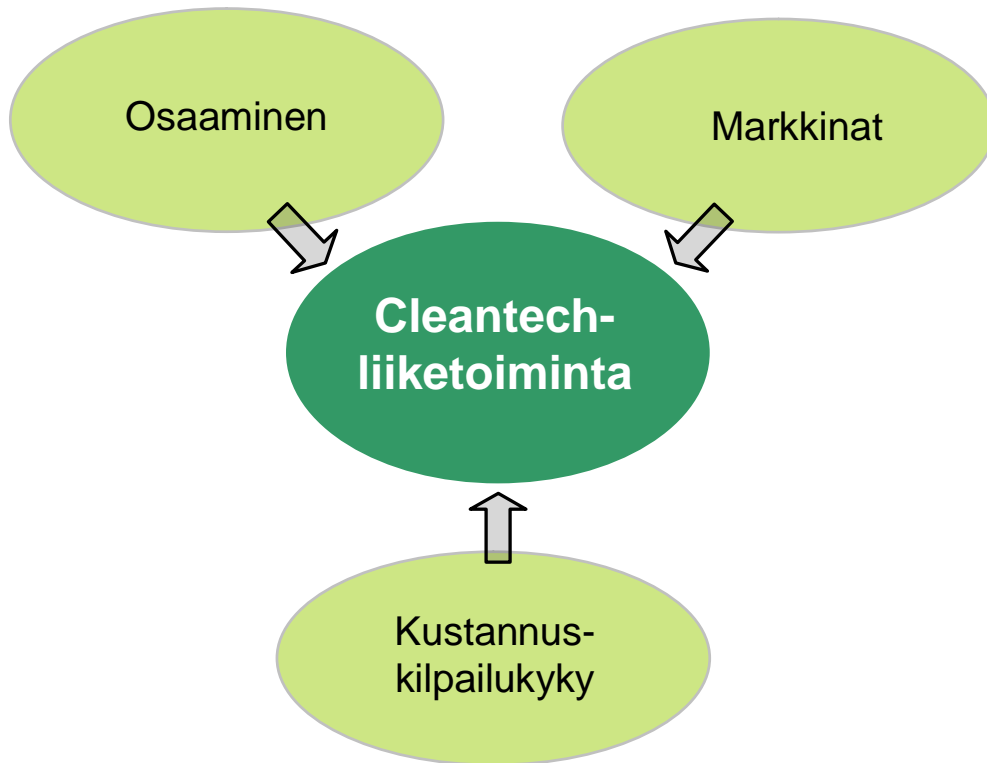 Osaaminen
Markkinat
Cleantech-
liiketoiminta
Kustannus-
kilpailukyky